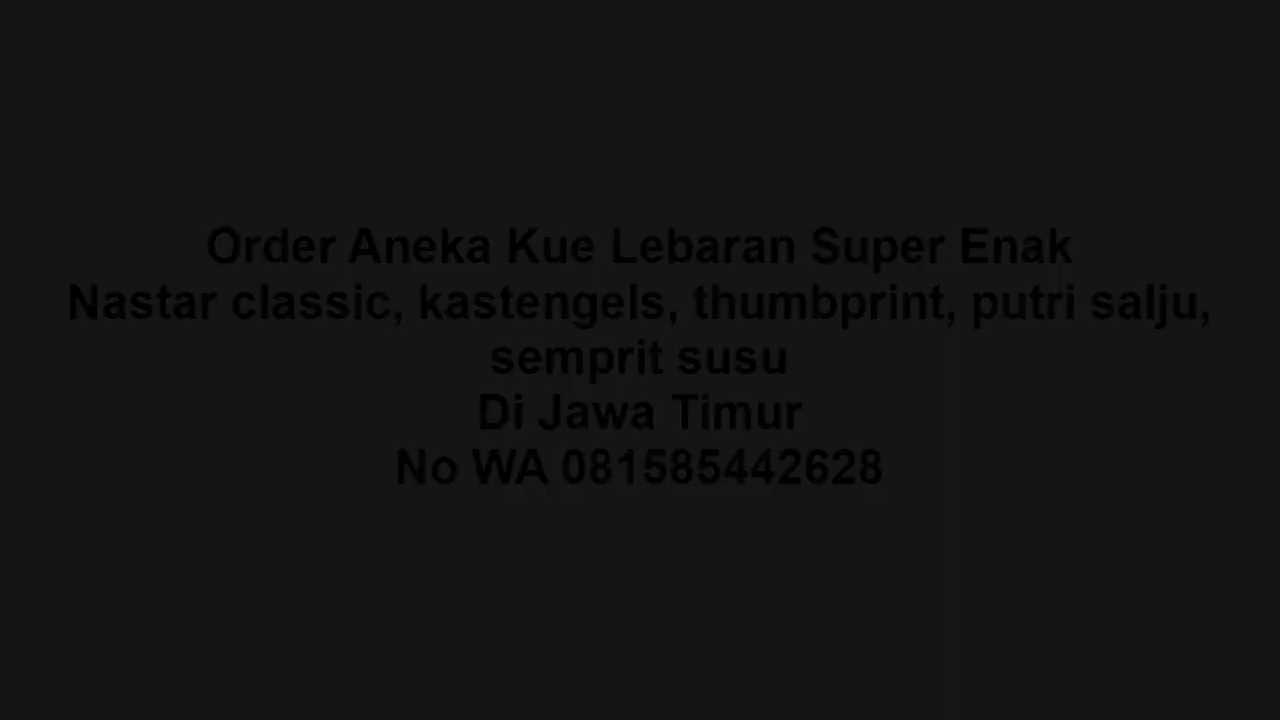 Order Aneka Kue Lebaran Super Enak
Nastar classic, kastengels, thumbprint, putri salju,
semprit susu
Di Jawa Timur
No WA 081585442628